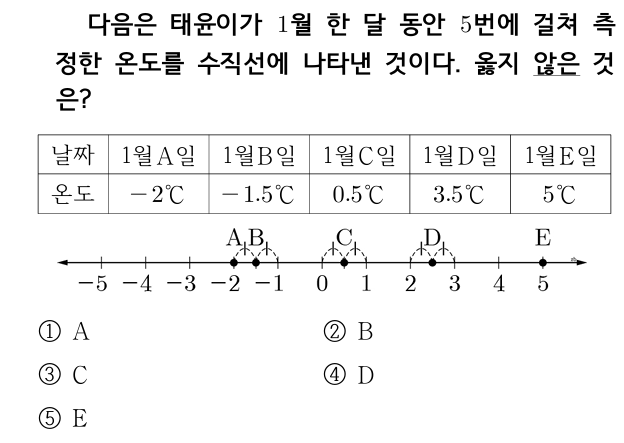 다음은 태윤이가 1월 한 달 동안 5번에 걸쳐 측
정한 온도를 수직선에 나타낸 것이다. 옳지 않은 것
은?
날짜 1월A일 1월B일 1월C일 1월D일 1월E일
온도 －2℃ －1.5℃ 0.5℃ 3.5℃ 5℃
A B C D E
－5 －4 －3 －2 －1 0 1 2 3 4 5
① A ② B
③ C ④ D
⑤ E